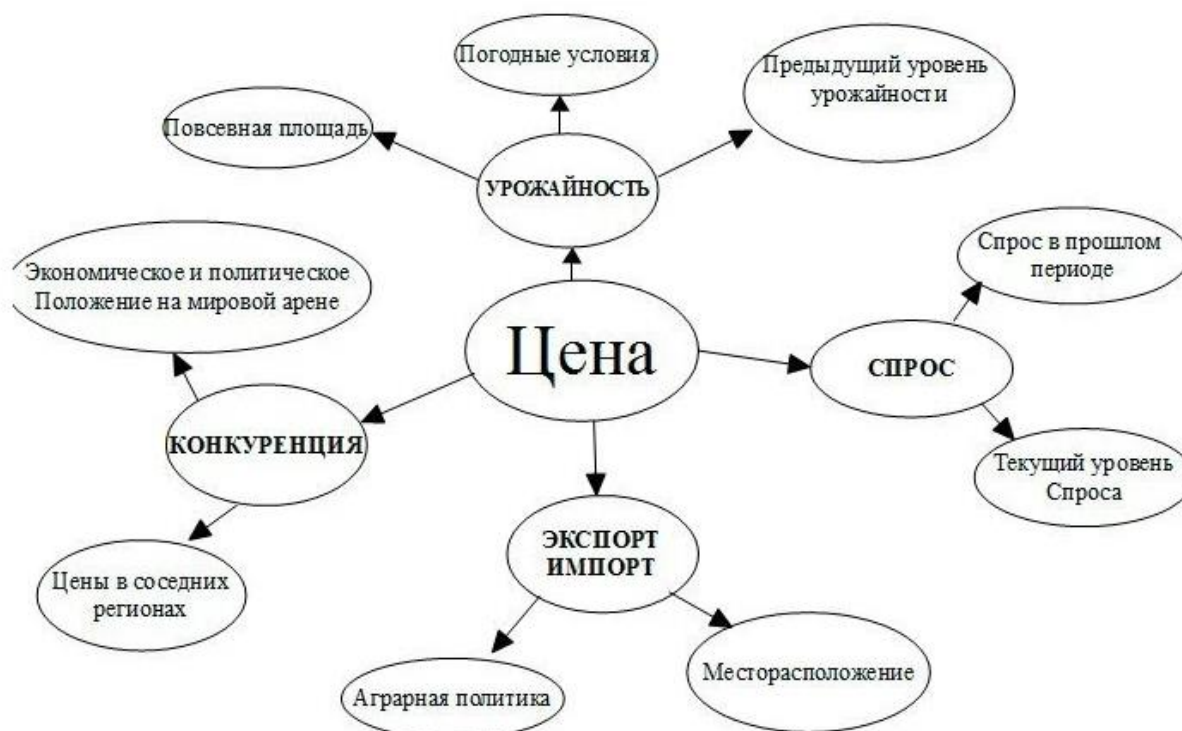 Погодные условия
Предыдущий уровень
урожайности
Повсевная площадь
УРОЖАЙНОСТЬ
Спрос в прошлом
периоде
Экономическое и политическое
Положение на мировой арене
Цена
СПРОС
КОНКУРЕНЦИЯ
Текущий уровень
Спроса
ЭКСПОРТ
ИМПОРТ
Цены в соседних
регионах
Аграрная политика
Месторасположение